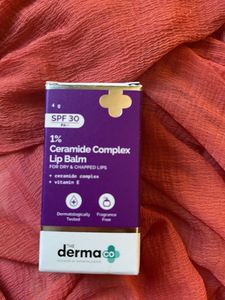 4 g
SPF 30
PA++
1%
Ceramide Complex
Lip Balm
FOR DRY & CHAPPED LIPS
+ ceramide complex
+ vitamin E
Dermatologically
Tested
Fragrance
Free
THE
derma co